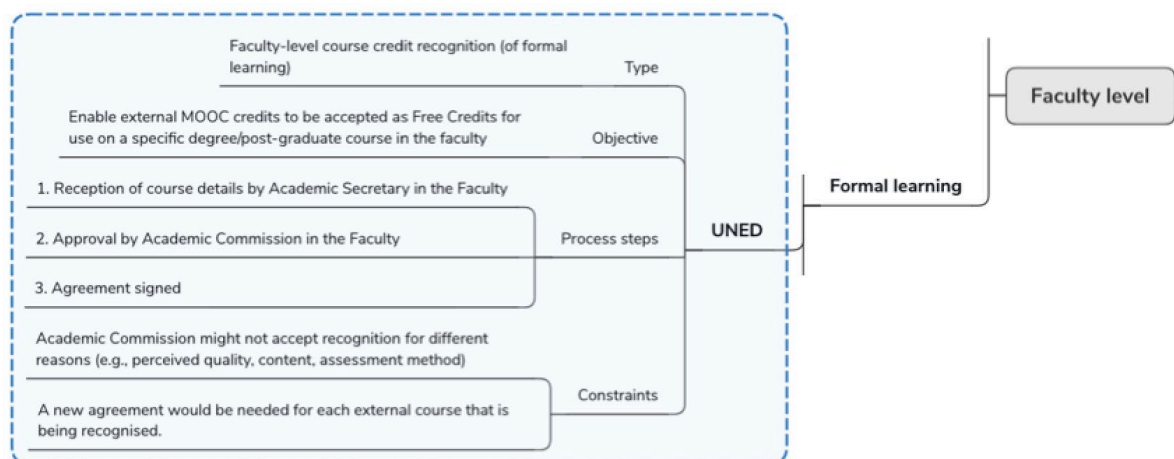 Faculty-level course credit recognition (of formal
learning)
Type
Faculty level
Enable external MOOC credits to be accepted as Free Credits for
use on a specific degree/post-graduate course in the faculty
Objective
1. Reception of course details by Academic Secretary in the Faculty
Formal learning
2. Approval by Academic Commission in the Faculty
Process steps
UNED
3. Agreement signed
Academic Commission might not accept recognition for different
reasons (e.g., perceived quality, content, assessment method)
Constraints
A new agreement would be needed for each external course that is
being recognised.